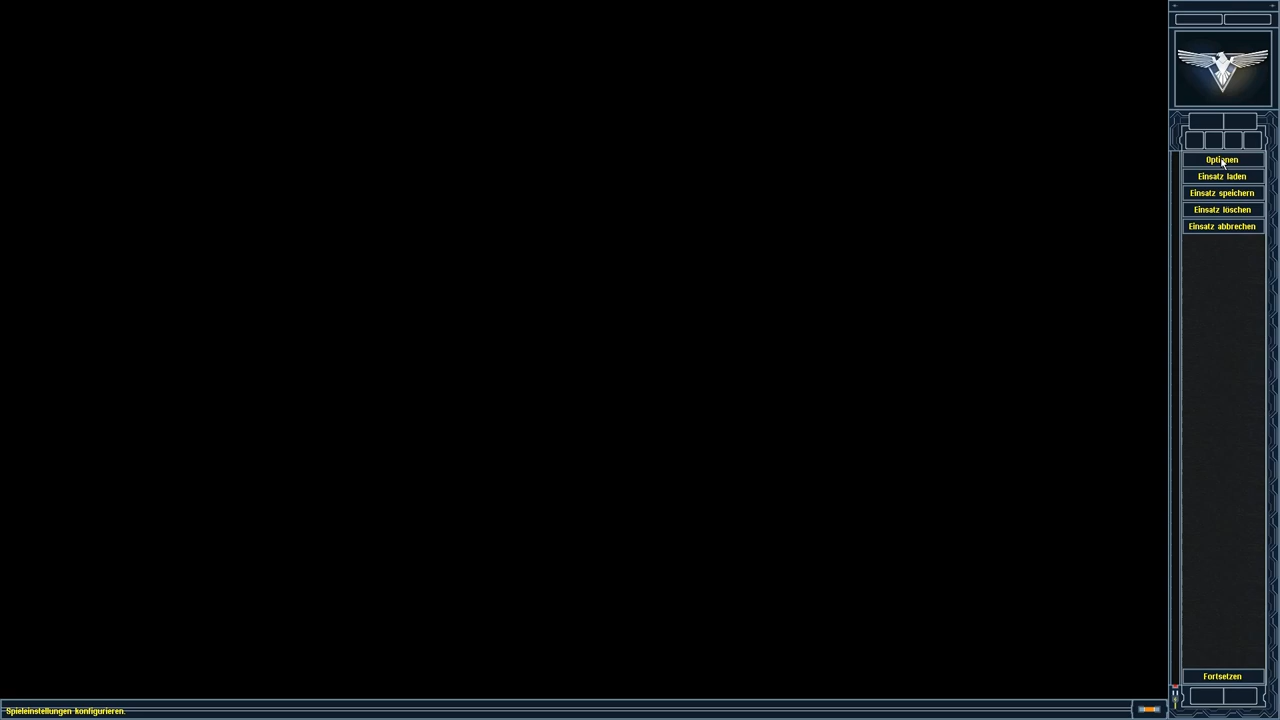 Optionen
Einsatz laden
Einsatz speichern
Einsatz löschen
Einsatz abbrechen
Fortsetzen
Spieleinstellungen konfigurieren.